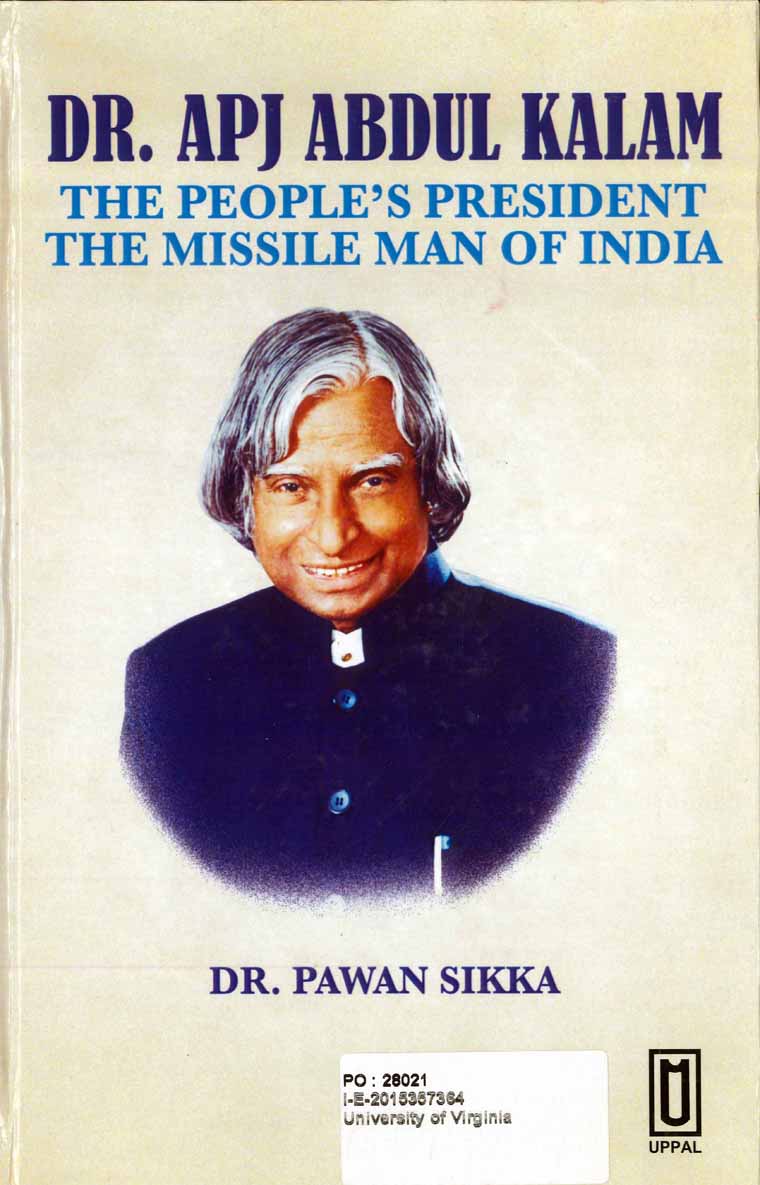 DR. APJ ABDUL KALAM
THE PEOPLE'S PRESIDENT
THE MISSILE MAN OF INDIA
DR. PAWAN SIKKA
PO : 28021
I-E-2015357364
University of Virginia
UPPAL